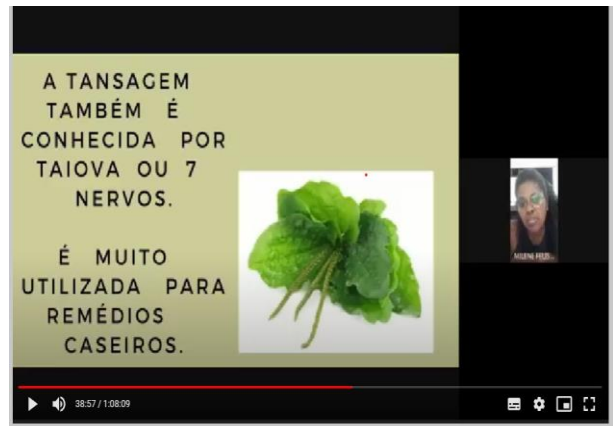 A TANSAGEM
TAMBÉM É
CONHECIDA POR
TAIOVA OU 7
NERVOS.
É MUITO
UTILIZADA PARA
REMÉDIOS
CASEIROS.
38:57 / 1:08:09